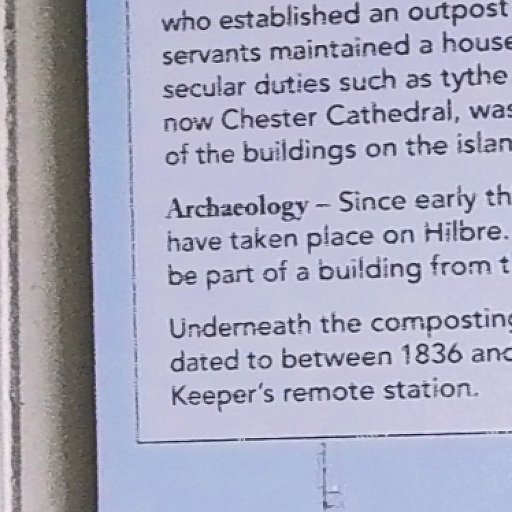 who established an outpost
servants maintained a house
secular duties such as tythe
now Chester Cathedral, was
of the buildings on the islan
Archaeology – Since early th
have taken place on Hilbre.
be part of a building from t
Underneath the composting
dated to between 1836 and
Keeper's remote station.